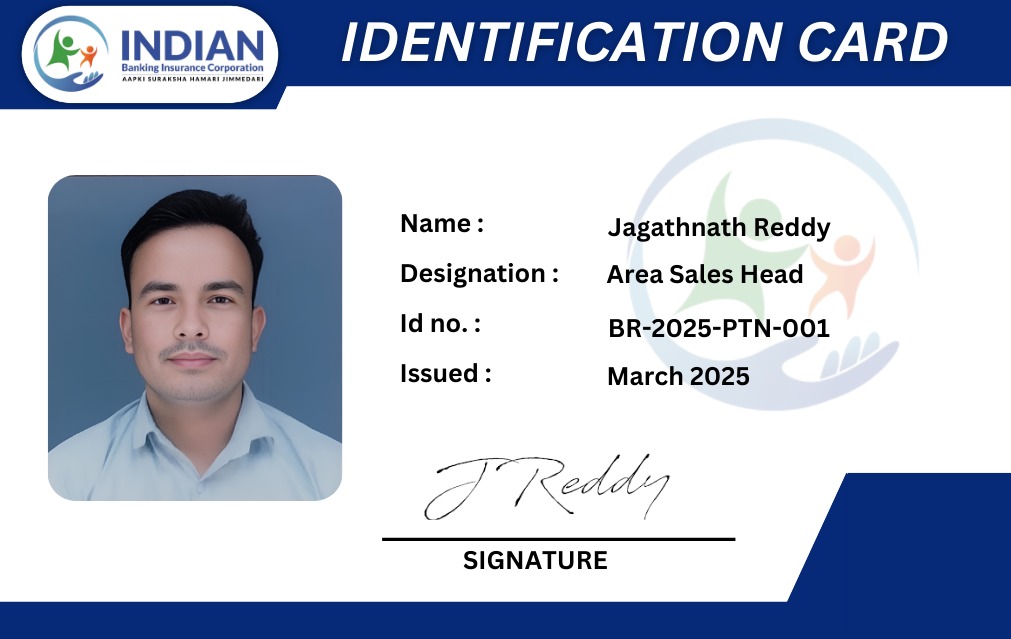 INDIAN
Banking Insurance Corporation
AAPKI SURAKSHA HAMARI JIMMEDARI
IDENTIFICATION CARD
Name : Jagathnath Reddy
Designation : Area Sales Head
Id no. : BR-2025-PTN-001
Issued : March 2025
J Reddy
SIGNATURE